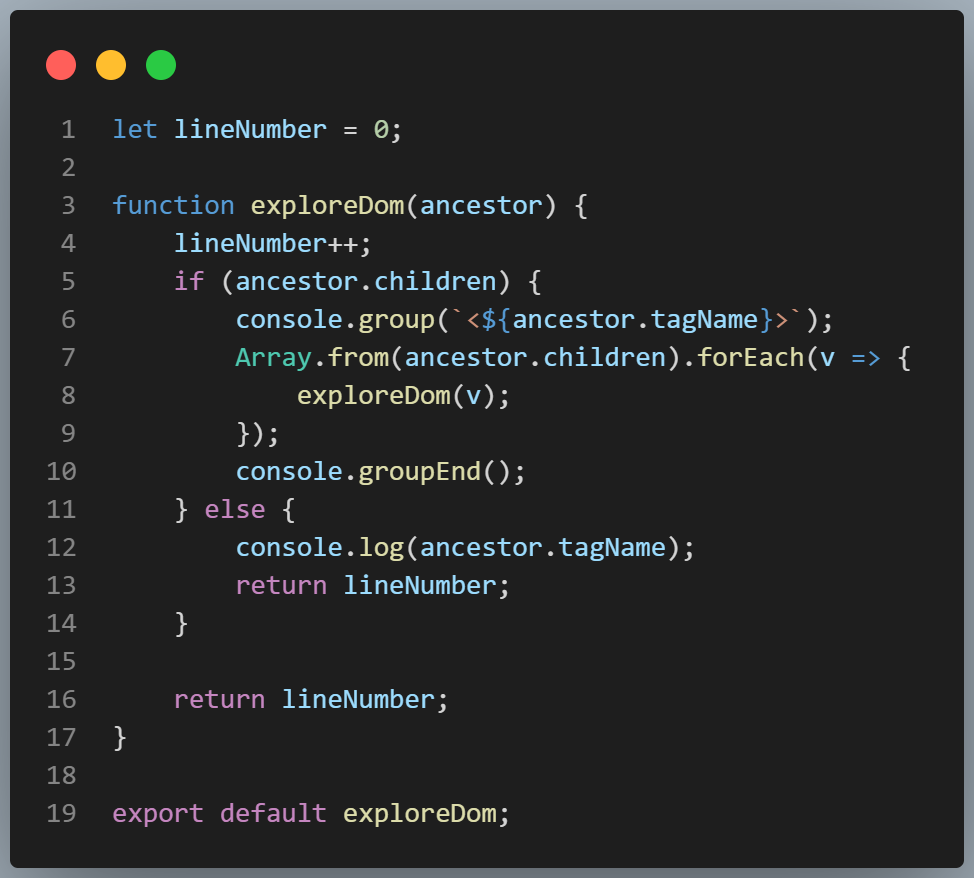 1 let lineNumber = 0;
2
3 function exploreDom(ancestor) {
4     lineNumber++;
5     if (ancestor.children) {
6         console.group(`<${ancestor.tagName}>`);
7         Array.from(ancestor.children).forEach(v => {
8             exploreDom(v);
9         });
10         console.groupEnd();
11     } else {
12         console.log(ancestor.tagName);
13         return lineNumber;
14     }
15
16     return lineNumber;
17 }
18
19 export default exploreDom;